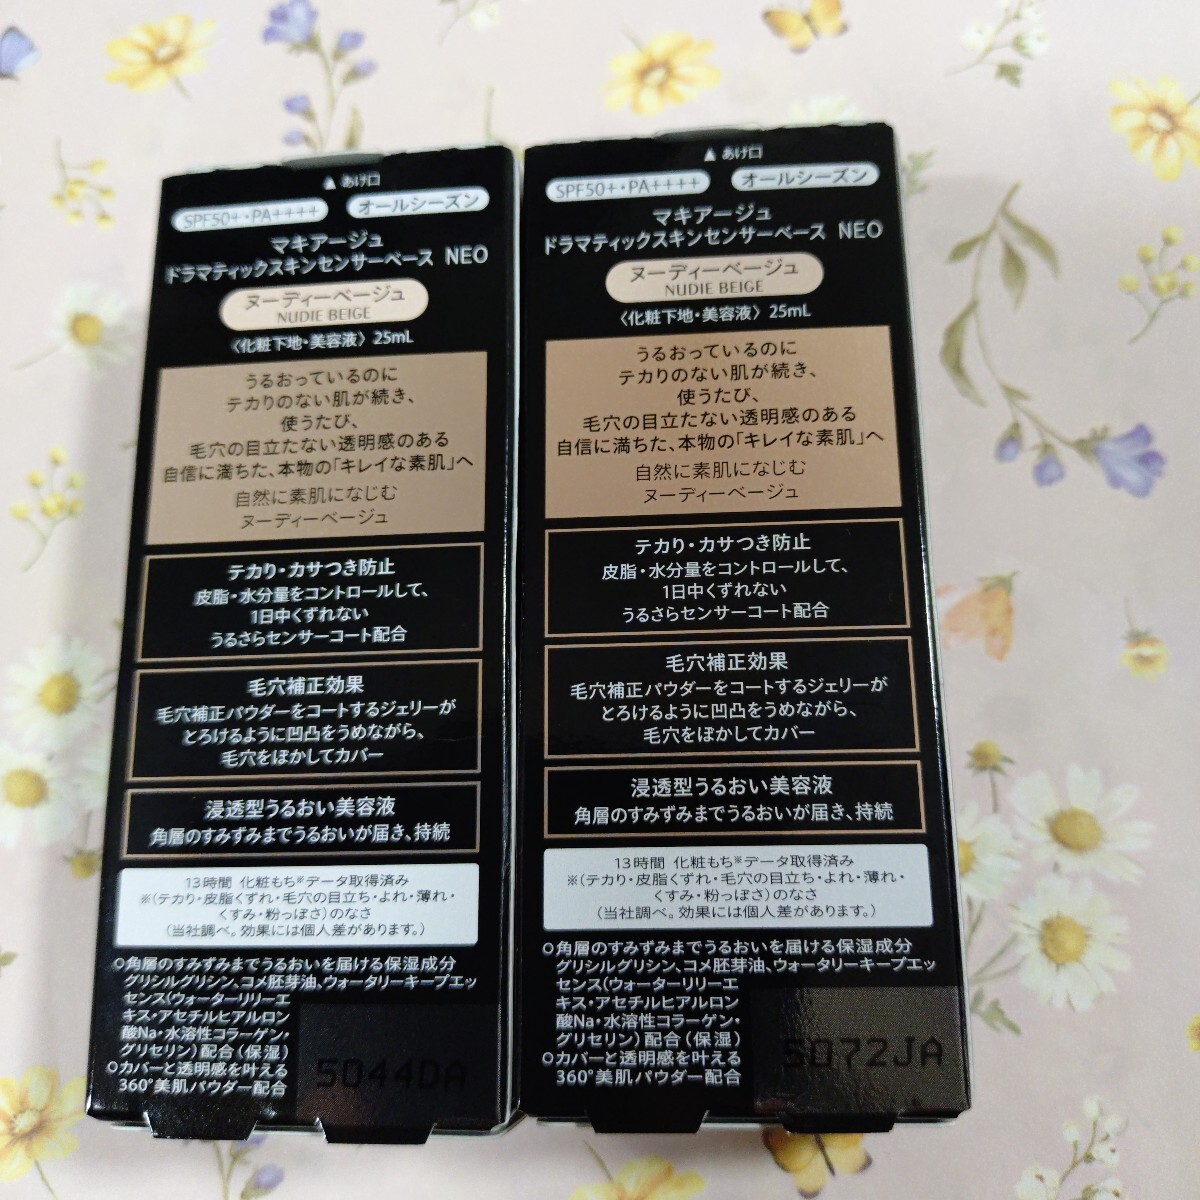 ▲ あけ口
SPF50+・PA++++
オールシーズン
マキアージュ
ドラマティックスキンセンサーベース NEO
ヌーディーベージュ
NUDIE BEIGE
〈化粧下地・美容液〉25mL
うるおっているのに
テカりのない肌が続き、
使うたび、
毛穴の目立たない透明感のある
自信に満ちた、本物の「キレイな素肌」へ
自然に素肌になじむ
ヌーディーベージュ
テカり・カサつき防止
皮脂・水分量をコントロールして、
1日中くずれない
うるさらセンサーコート配合
毛穴補正効果
毛穴補正パウダーをコートするジェリーが
とろけるように凹凸をうめながら、
毛穴をぼかしてカバー
浸透型うるおい美容液
角層のすみずみまでうるおいが届き、持続
13時間 化粧もち※データ取得済み
※(テカり・皮脂くずれ・毛穴の目立ち・よれ・薄れ・
くすみ・粉っぽさ)のなさ
(当社調べ。効果には個人差があります。)
○角層のすみずみまでうるおいを届ける保湿成分
グリシルグリシン、コメ胚芽油、ウォータリーキープエッ
センス(ウォーターリリーエ
キス・アセチルヒアルロン
酸Na・水溶性コラーゲン・
グリセリン)配合(保湿)
○カバーと透明感を叶える
360°美肌パウダー配合
5044DA
▲ あけ口
SPF50+・PA++++
オールシーズン
マキアージュ
ドラマティックスキンセンサーベース NEO
ヌーディーベージュ
NUDIE BEIGE
〈化粧下地・美容液〉25mL
うるおっているのに
テカりのない肌が続き、
使うたび、
毛穴の目立たない透明感のある
自信に満ちた、本物の「キレイな素肌」へ
自然に素肌になじむ
ヌーディーベージュ
テカり・カサつき防止
皮脂・水分量をコントロールして、
1日中くずれない
うるさらセンサーコート配合
毛穴補正効果
毛穴補正パウダーをコートするジェリーが
とろけるように凹凸をうめながら、
毛穴をぼかしてカバー
浸透型うるおい美容液
角層のすみずみまでうるおいが届き、持続
13時間 化粧もち※データ取得済み
※(テカり・皮脂くずれ・毛穴の目立ち・よれ・薄れ・
くすみ・粉っぽさ)のなさ
(当社調べ。効果には個人差があります。)
○角層のすみずみまでうるおいを届ける保湿成分
グリシルグリシン、コメ胚芽油、ウォータリーキープエッ
センス(ウォーターリリーエ
キス・アセチルヒアルロン
酸Na・水溶性コラーゲン・
グリセリン)配合(保湿)
○カバーと透明感を叶える
360°美肌パウダー配合
5072JA